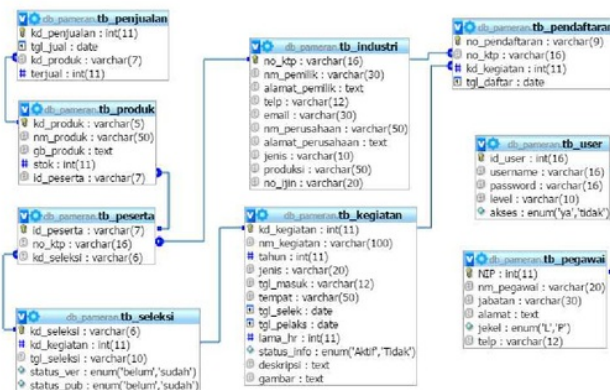 db_pameran.tb_penjualan
kd_penjualan : int(11)
tgl_jual : date
kd_produk : varchar(7)
terjual : int(11)
db_pameran.tb_produk
kd_produk : varchar(5)
nm_produk : varchar(50)
gb_produk : text
stok : int(11)
id_peserta : varchar(7)
db_pameran.tb_peserta
id_peserta : varchar(7)
no_ktp : varchar(16)
kd_seleksi : varchar(6)
db_pameran.tb_seleksi
kd_seleksi : varchar(6)
kd_kegiatan : int(11)
tgl_seleksi : varchar(10)
status_ver : enum('belum','sudah')
status_pub : enum('belum','sudah')
db_pameran.tb_industri
no_ktp : varchar(16)
nm_pemilik : varchar(30)
alamat_pemilik : text
telp : varchar(12)
email : varchar(30)
nm_perusahaan : varchar(50)
alamat_perusahaan : text
jenis : varchar(10)
produksi : varchar(50)
no_ijin : varchar(20)
db_pameran.tb_kegiatan
kd_kegiatan : int(11)
nm_kegiatan : varchar(100)
tahun : int(11)
jenis : varchar(20)
tgl_masuk : varchar(12)
tempat : varchar(50)
tgl_selek : date
tgl_pelaks : date
lama_hr : int(11)
status_info : enum('Aktif','Tidak')
deskripsi : text
gambar : text
db_pameran.tb_pendaftaran
no_pendaftaran : varchar(9)
no_ktp : varchar(16)
kd_kegiatan : int(11)
tgl_daftar : date
db_pameran.tb_user
id_user : int(16)
username : varchar(16)
password : varchar(16)
level : varchar(10)
akses : enum('ya','tidak')
db_pameran.tb_pegawai
NIP : int(11)
nm_pegawai : varchar(20)
jabatan : varchar(30)
alamat : text
jekel : enum('L','P')
telp : varchar(12)